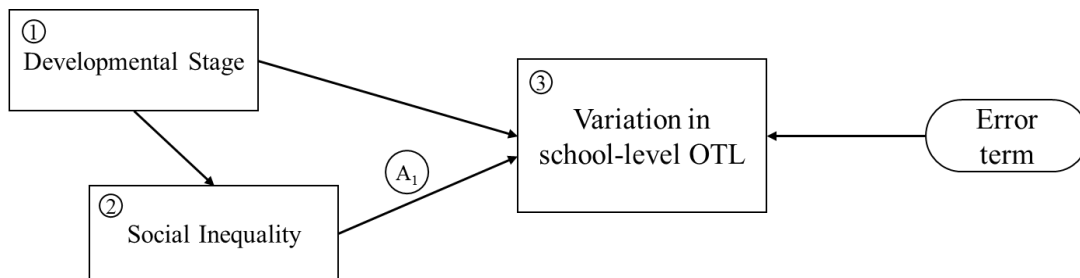 ①
Developmental Stage
②
Social Inequality
A₁
③
Variation in
school-level OTL
Error
term